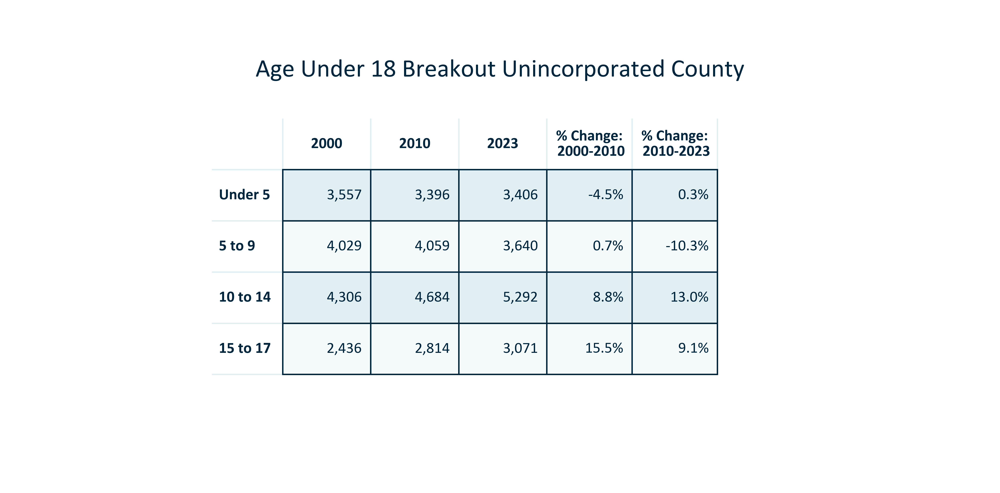 Age Under 18 Breakout Unincorporated County
2000 2010 2023 % Change: 2000-2010 % Change: 2010-2023
Under 5 3,557 3,396 3,406 -4.5% 0.3%
5 to 9 4,029 4,059 3,640 0.7% -10.3%
10 to 14 4,306 4,684 5,292 8.8% 13.0%
15 to 17 2,436 2,814 3,071 15.5% 9.1%